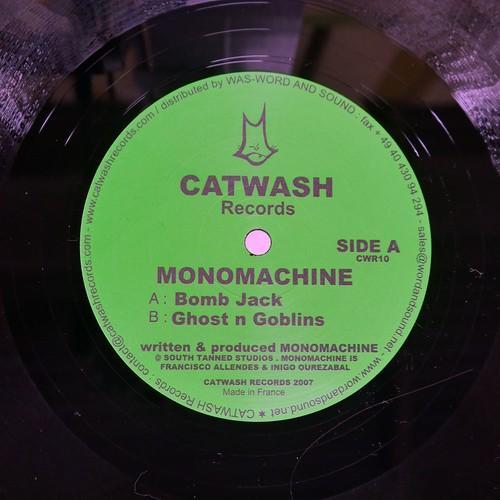 www.catwashrecords.com / distributed by WAS-WORD AND SOUND : fax + 49 40 430 94 294 - sales@wordandsound.net - www.wordandsound.net
CATWASH
Records
SIDE A
CWR10
MONOMACHINE
A : Bomb Jack
B : Ghost n Goblins
written & produced MONOMACHINE
@ SOUTH TANNED STUDIOS . MONOMACHINE IS
FRANCISCO ALLENDES & INIGO OUREZABAL
CATWASH RECORDS 2007
Made in France
★ CATWASH Records · contact@catwashrecords.com -